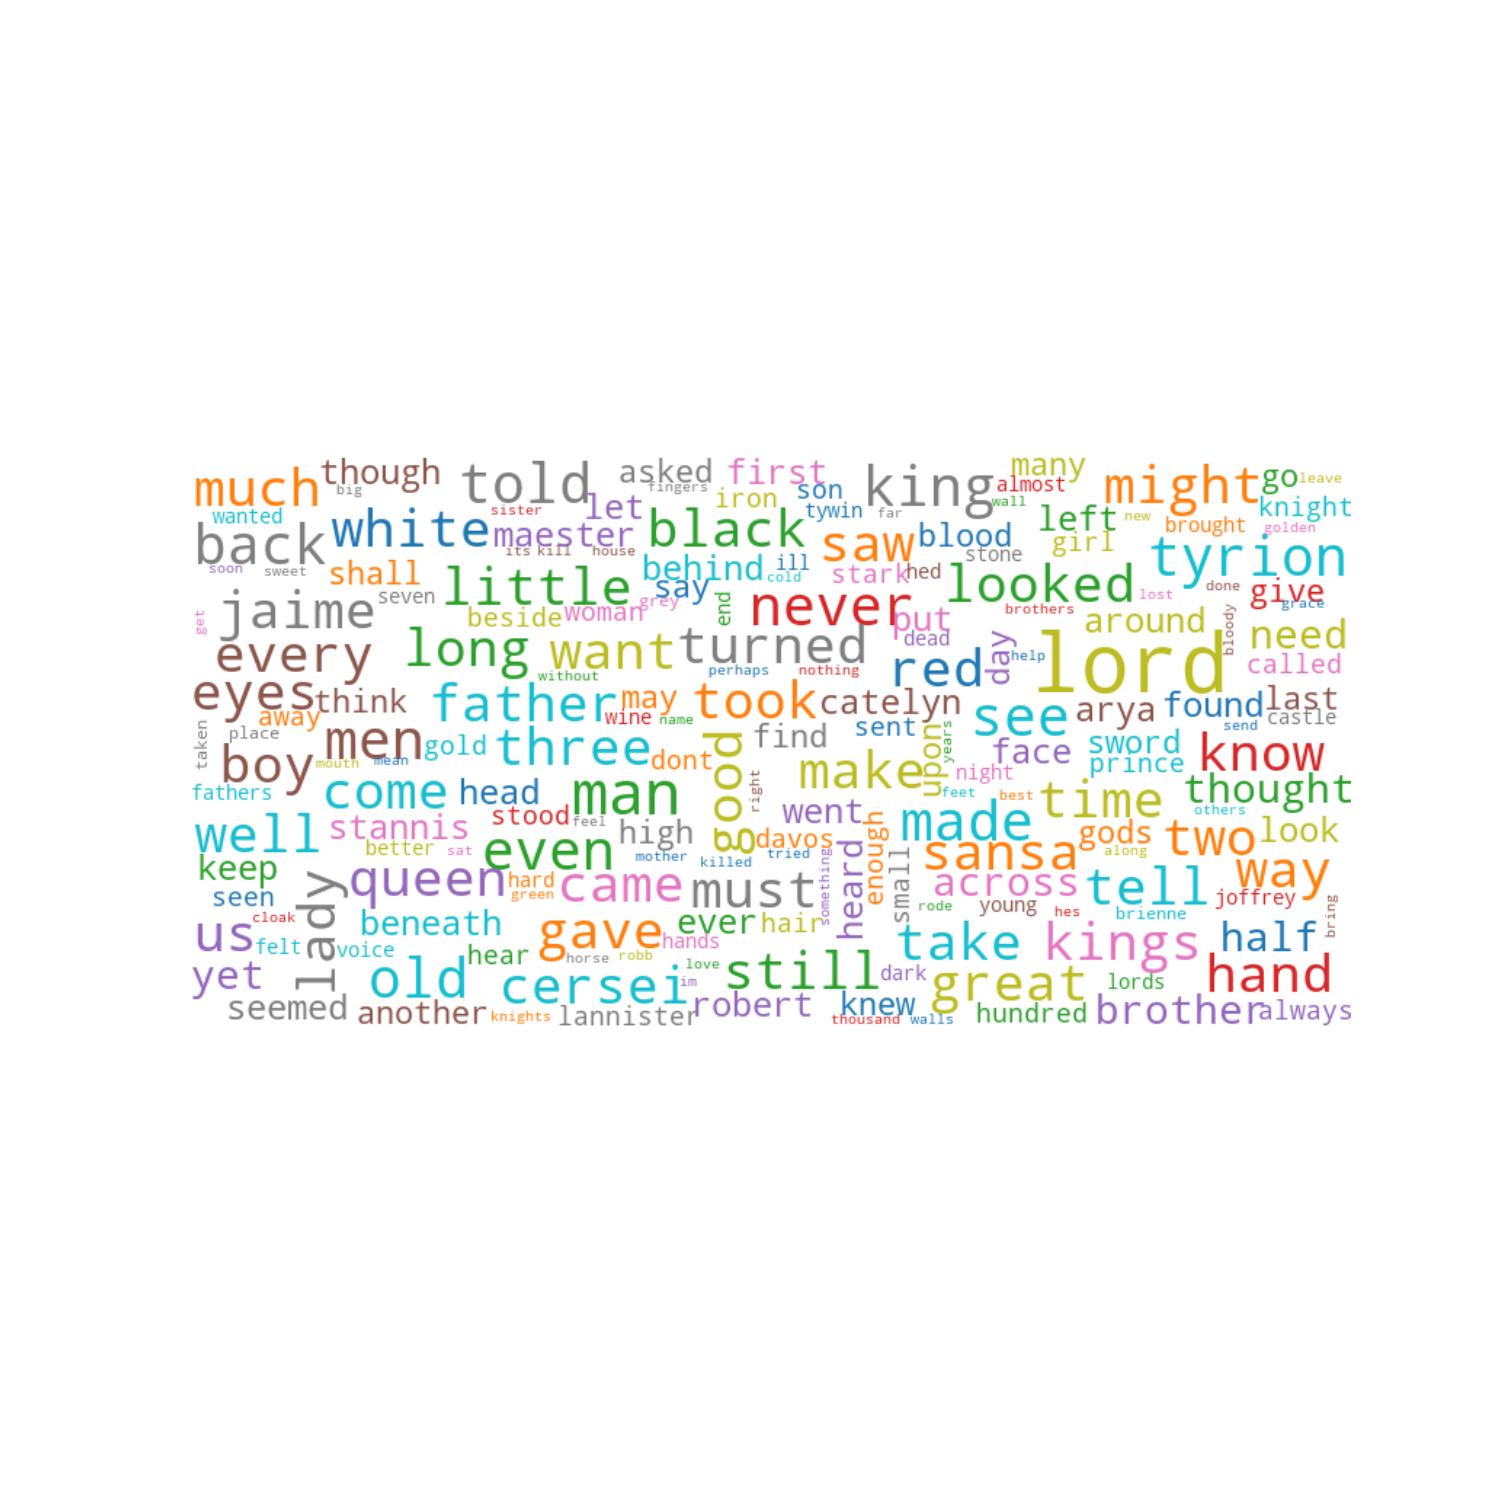 much though told asked first king many might go leave
big fingers iron son almost
wanted sister let tywin far wall left new brought knight golden
back white maester black saw blood girl tyrion
its kill house stone
soon sweet shall little behind ill cold say stark hed looked done give
jaime seven beside woman grey end never put brothers lost grace
get every long want turned dead day help around bloody need
without perhaps nothing red lord called
eyes think father may took catelyn see arya found last
away wine name sent castle
taken place men gold three dont good find upon years face sword send know
boy mouth mean prince
fathers come head man right make night feet best time thought
well stannis stood feel high went enough made gods others two look
better sat even mother killed davos tried sansa along way
keep queen hard came must something heard small across tell joffrey
seen lady green rode young hes brienne bring
us cloak beneath gave ever hair take kings half
felt voice hear horse robb hands
yet old cersei love im still dark great lords hand
seemed another knights lannister robert knew hundred brother always
thousand walls